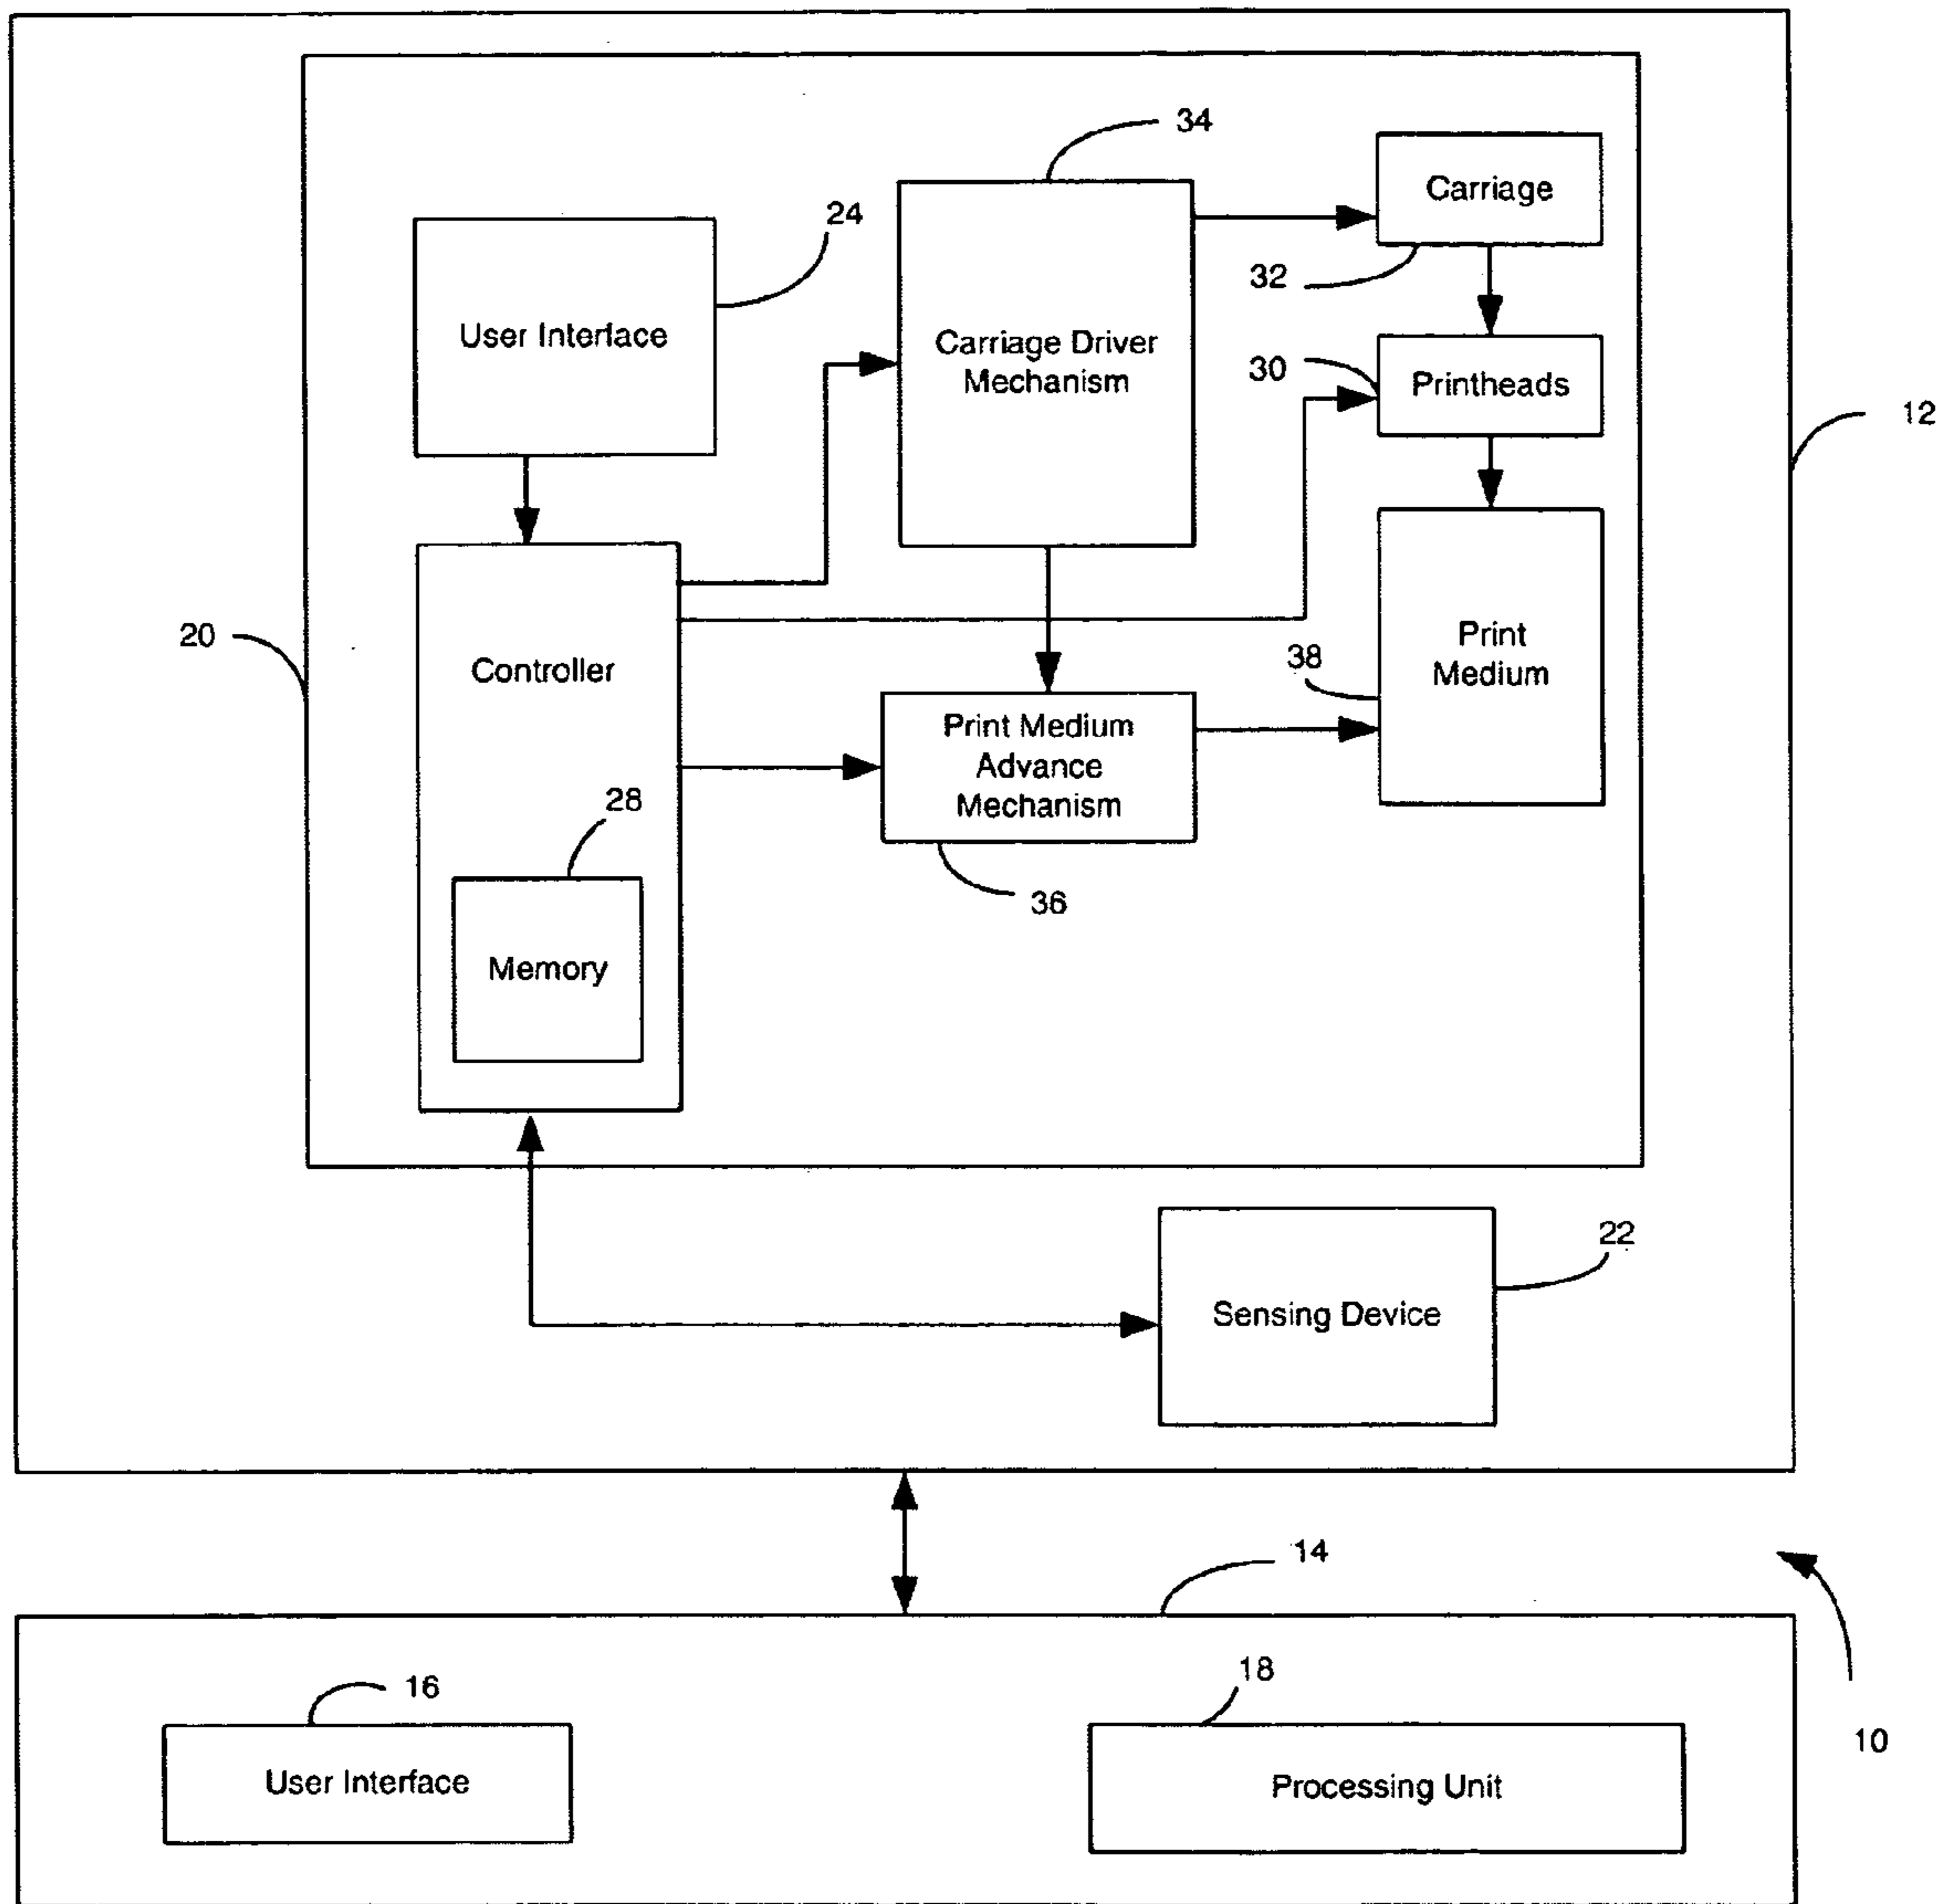 34
Carriage
24
32
User Interface
Carriage Driver
Mechanism
30
Printheads
12
20
Controller
Print
Medium
38
Print Medium
Advance
Mechanism
28
36
Memory
22
Sensing Device
14
16
18
10
User Interface
Processing Unit